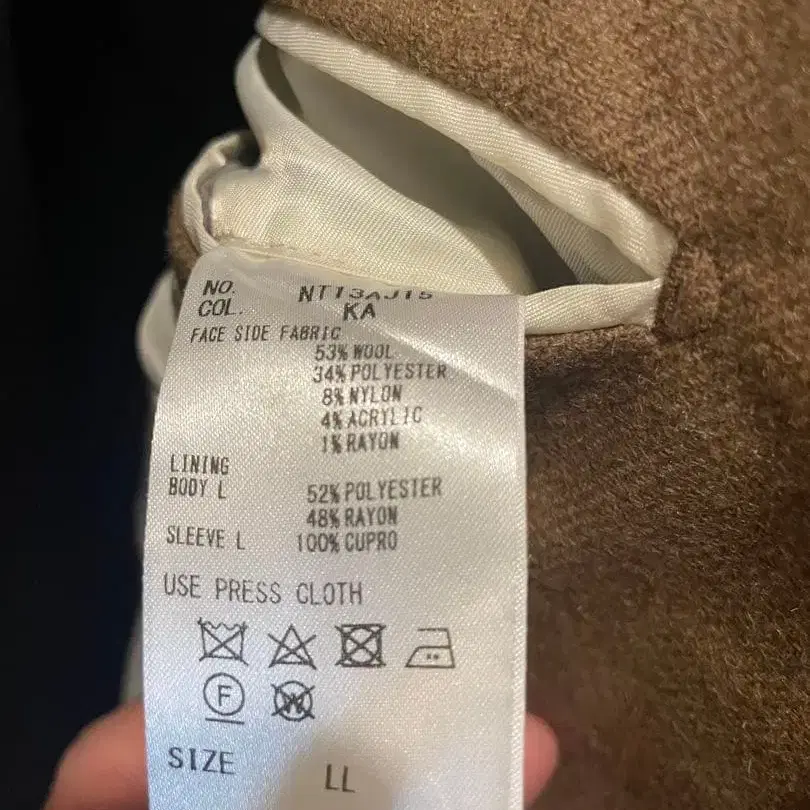 NO. NT13AJ15
COL. KA
FACE SIDE FABRIC
53% WOOL
34% POLYESTER
8% NYLON
4% ACRYLIC
1% RAYON
LINING
BODY L 52% POLYESTER
48% RAYON
SLEEVE L 100% CUPRO
USE PRESS CLOTH
F W
SIZE LL